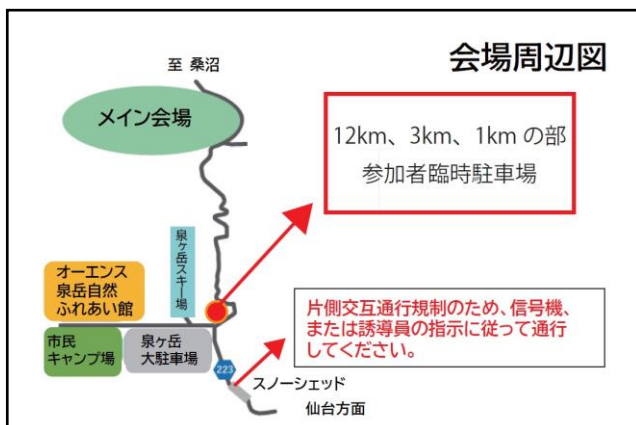 会場周辺図
至 桑沼
メイン会場
12km、3km、1km の部
参加者臨時駐車場
泉ヶ岳スキー場
オーエンス
泉岳自然
ふれあい館
市民
キャンプ場
泉ヶ岳
大駐車場
片側交互通行規制のため、信号機、
または誘導員の指示に従って通行
してください。
223
スノーシェッド
仙台方面